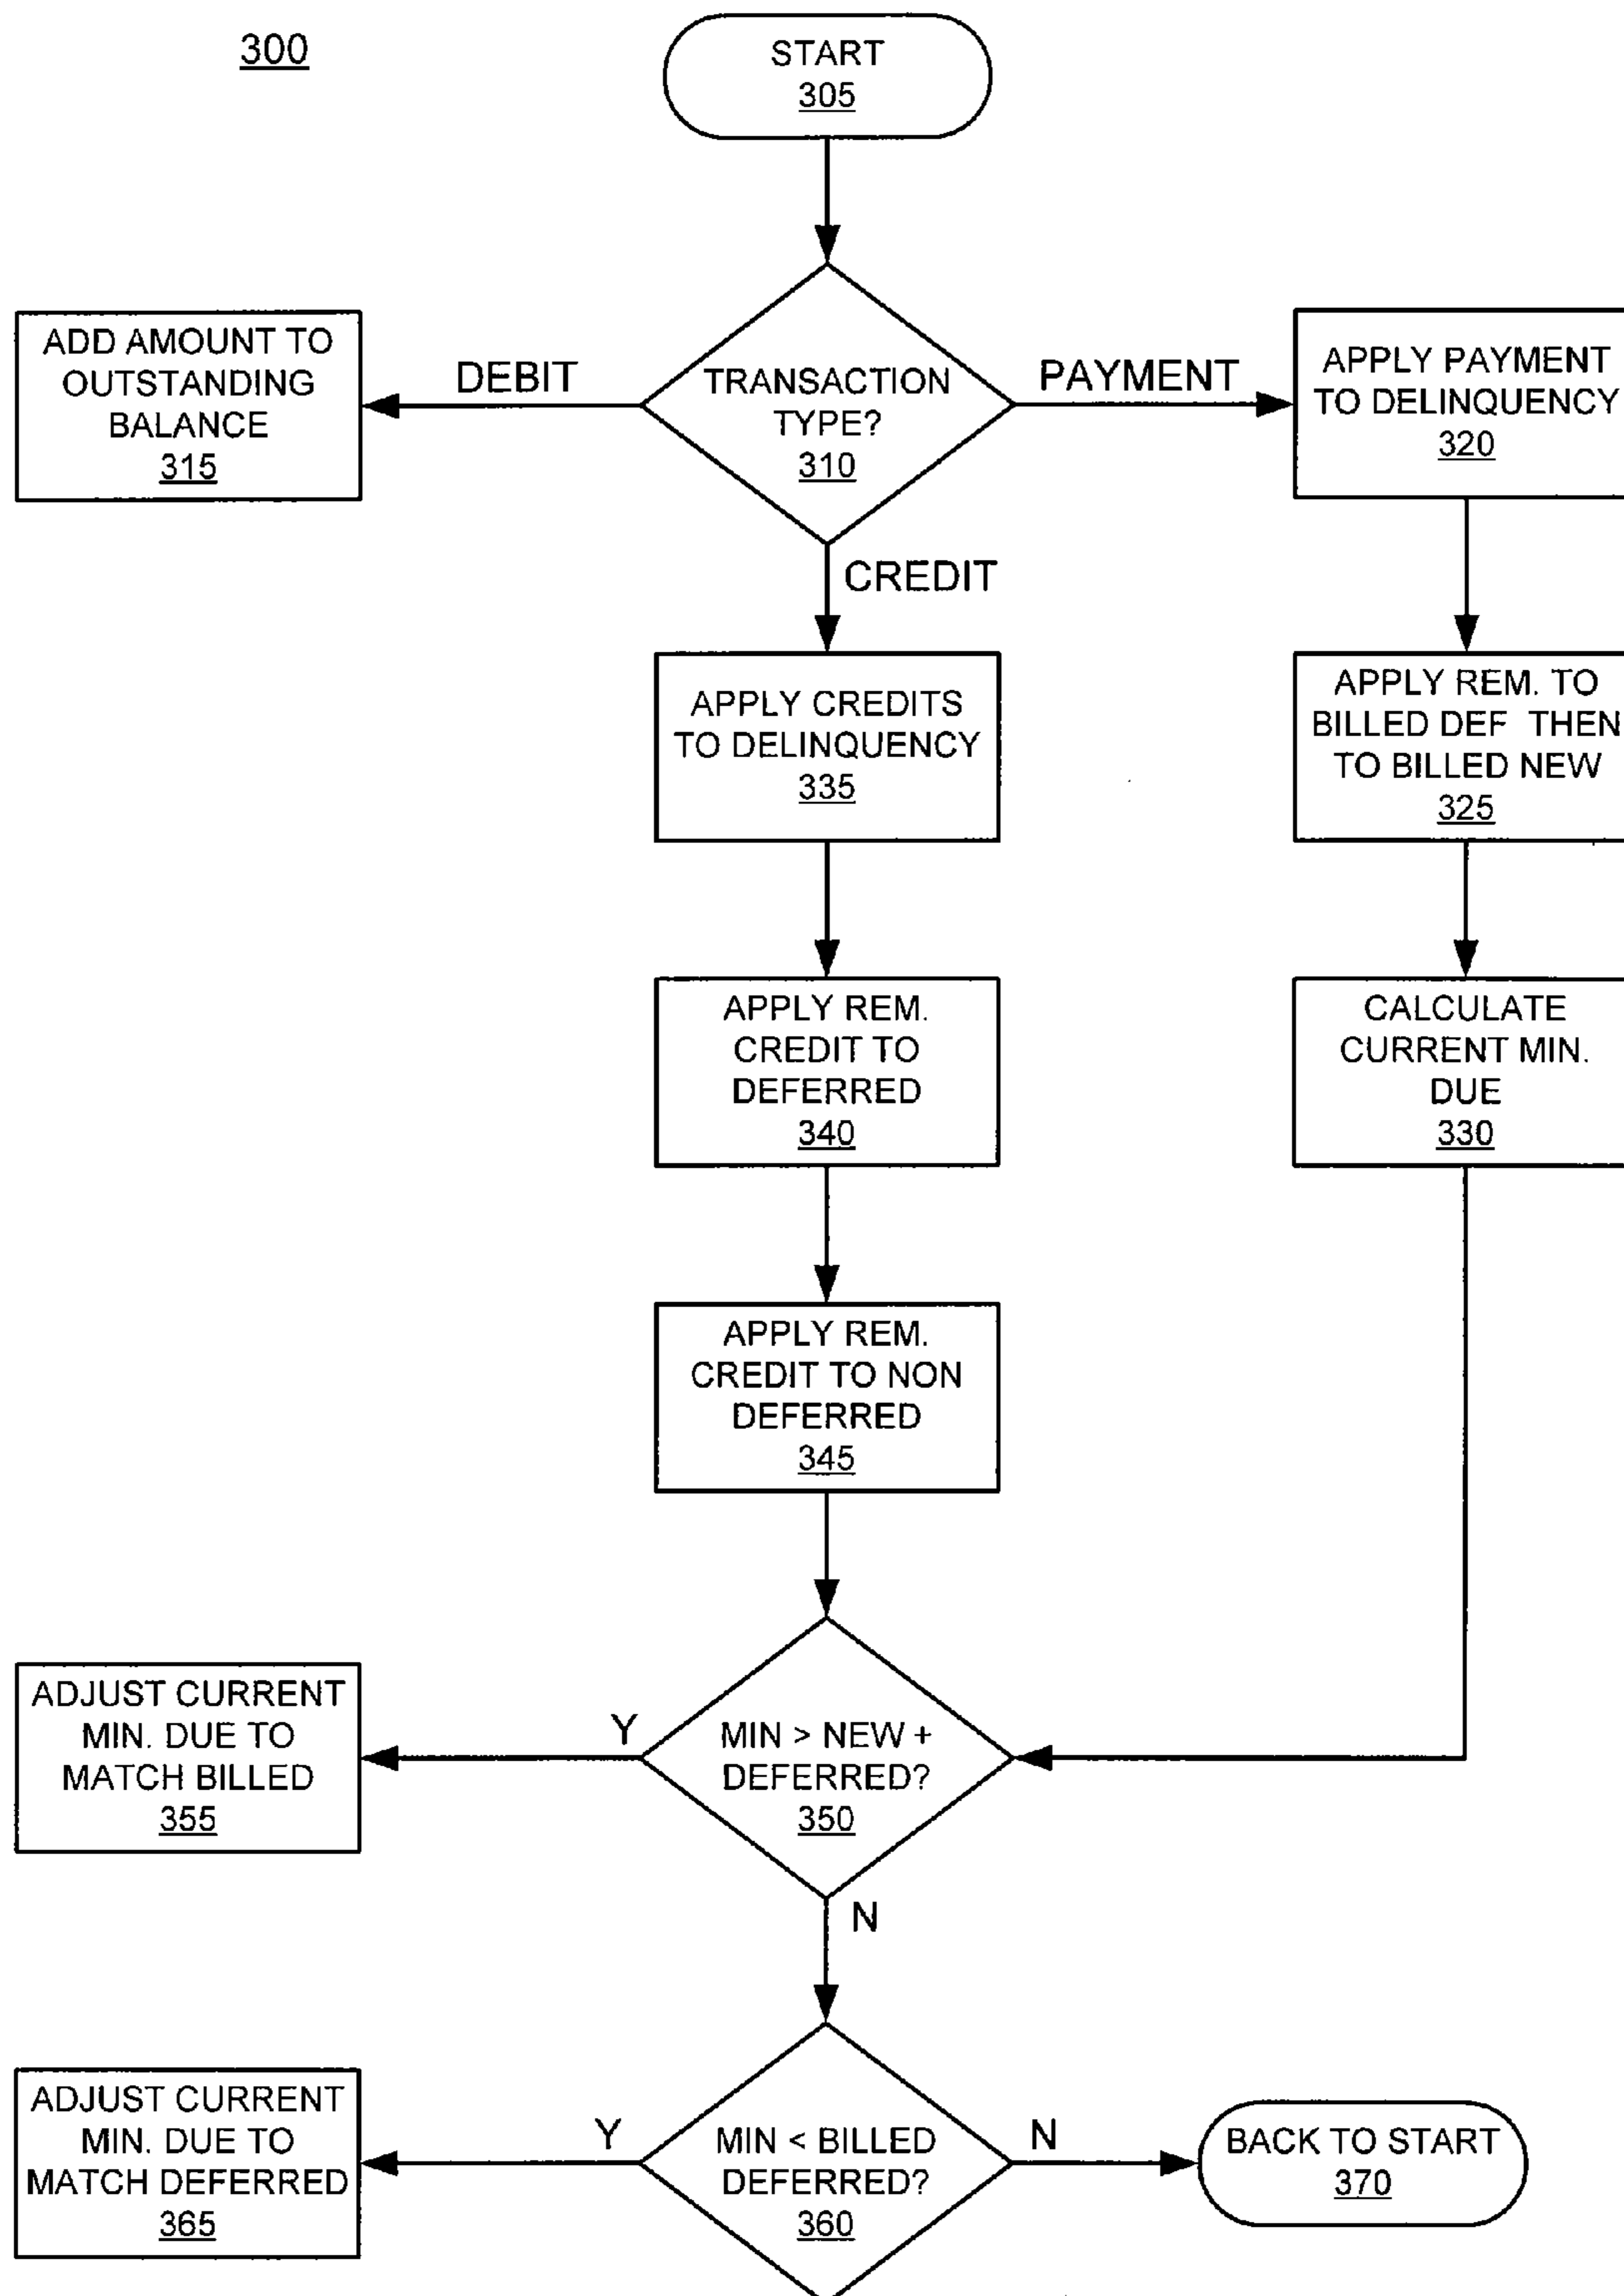 300
START
305
ADD AMOUNT TO
OUTSTANDING
BALANCE
315
DEBIT
TRANSACTION
TYPE?
310
PAYMENT
APPLY PAYMENT
TO DELINQUENCY
320
CREDIT
APPLY CREDITS
TO DELINQUENCY
335
APPLY REM. TO
BILLED DEF THEN
TO BILLED NEW
325
APPLY REM.
CREDIT TO
DEFERRED
340
CALCULATE
CURRENT MIN.
DUE
330
APPLY REM.
CREDIT TO NON
DEFERRED
345
ADJUST CURRENT
MIN. DUE TO
MATCH BILLED
355
Y
MIN > NEW +
DEFERRED?
350
N
ADJUST CURRENT
MIN. DUE TO
MATCH DEFERRED
365
Y
MIN < BILLED
DEFERRED?
360
N
BACK TO START
370